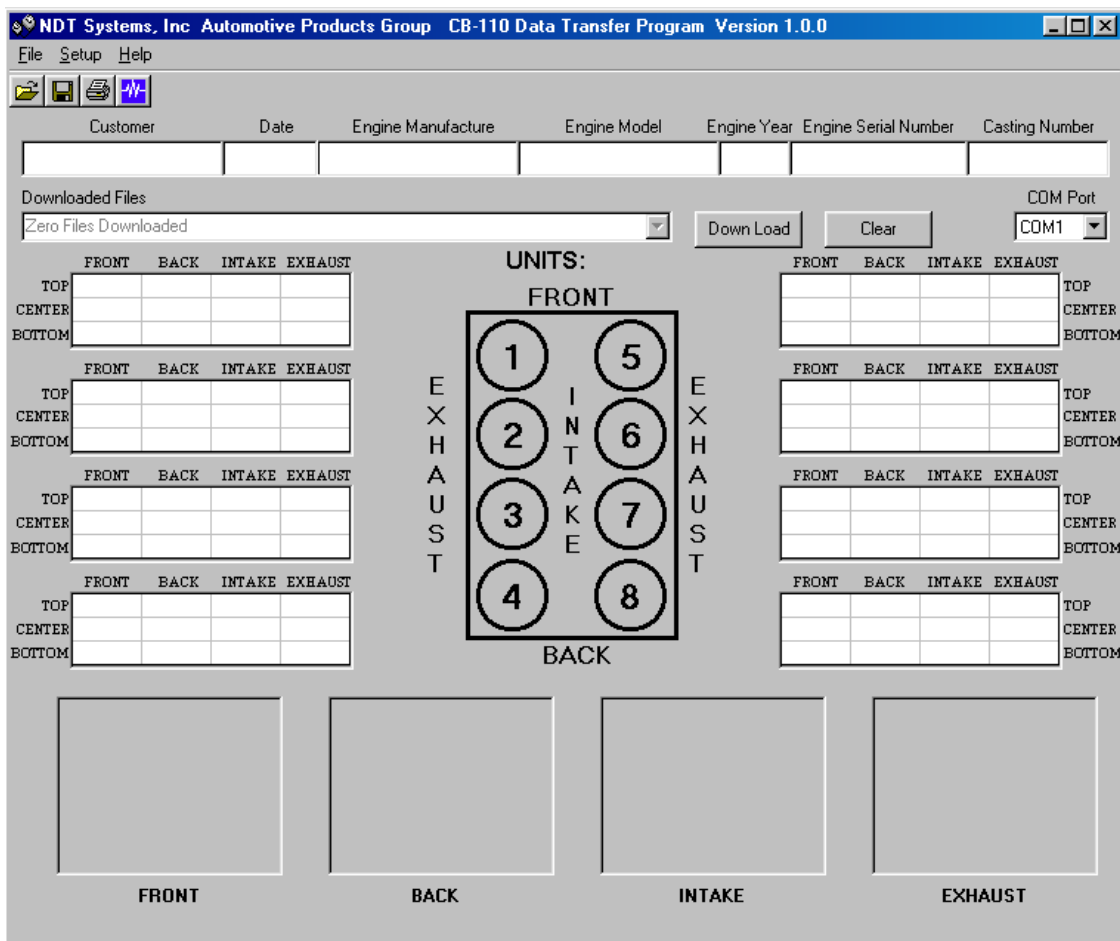 NDT Systems, Inc Automotive Products Group CB-110 Data Transfer Program Version 1.0.0
File Setup Help
Customer Date Engine Manufacture Engine Model Engine Year Engine Serial Number Casting Number
Downloaded Files COM Port
Zero Files Downloaded Down Load Clear COM1
UNITS:
FRONT BACK INTAKE EXHAUST
TOP
CENTER
BOTTOM
FRONT BACK INTAKE EXHAUST
TOP
CENTER
BOTTOM
FRONT BACK INTAKE EXHAUST
TOP
CENTER
BOTTOM
FRONT BACK INTAKE EXHAUST
TOP
CENTER
BOTTOM
FRONT
EXHAUST
1 5
2 6
3 7
4 8
INTAKE
EXHAUST
BACK
FRONT BACK INTAKE EXHAUST
TOP
CENTER
BOTTOM
FRONT BACK INTAKE EXHAUST
TOP
CENTER
BOTTOM
FRONT BACK INTAKE EXHAUST
TOP
CENTER
BOTTOM
FRONT BACK INTAKE EXHAUST
TOP
CENTER
BOTTOM
FRONT BACK INTAKE EXHAUST